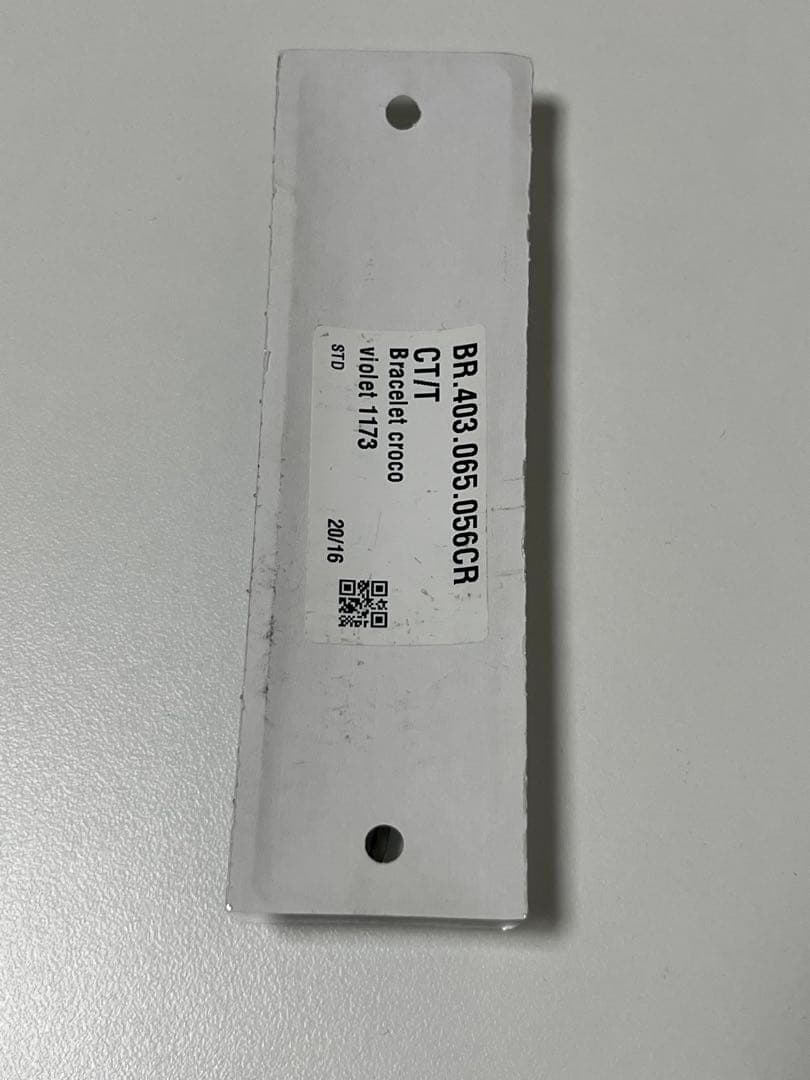 BR.403.065.056CR
CT/T
Bracelet croco
violet 1173
STD 20/16